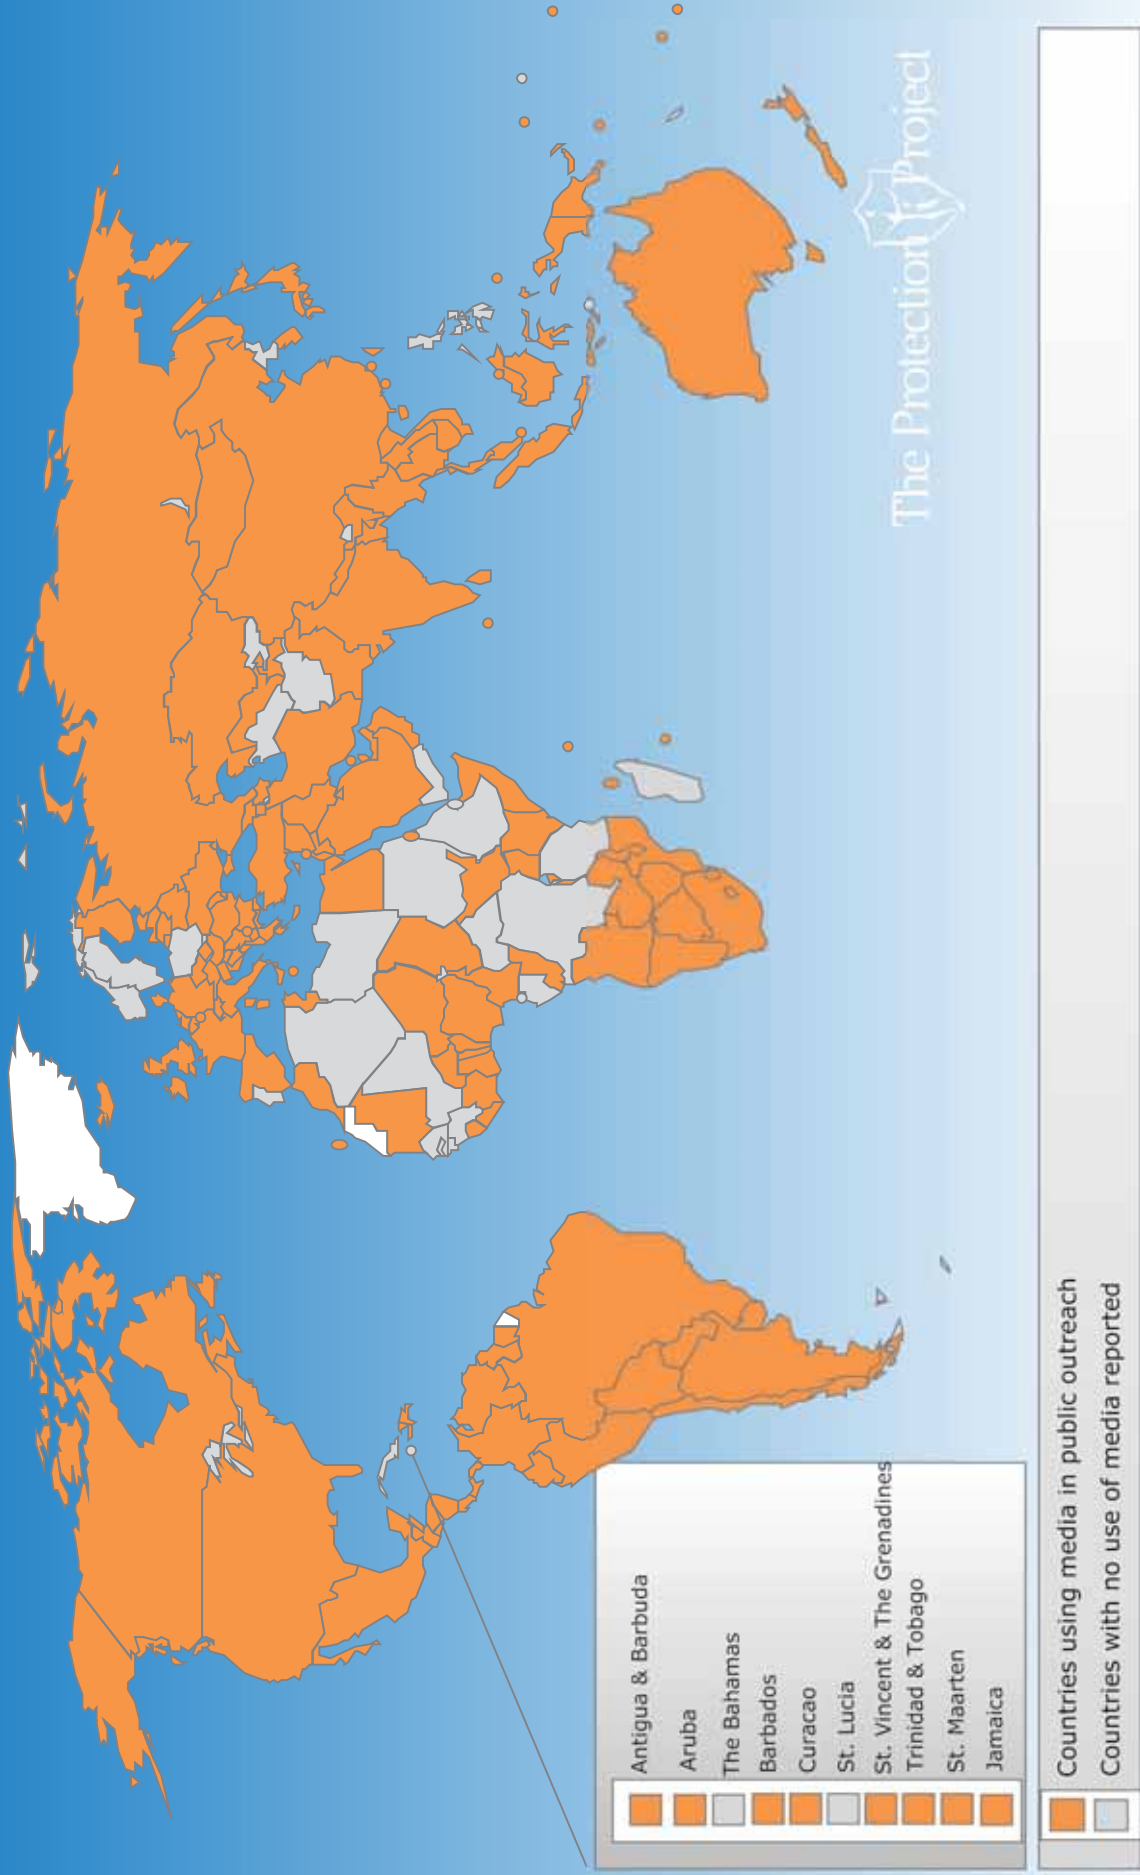 The Protection Project
Antigua & Barbuda
Aruba
The Bahamas
Barbados
Curacao
St. Lucia
St. Vincent & The Grenadines
Trinidad & Tobago
St. Maarten
Jamaica
Countries using media in public outreach
Countries with no use of media reported